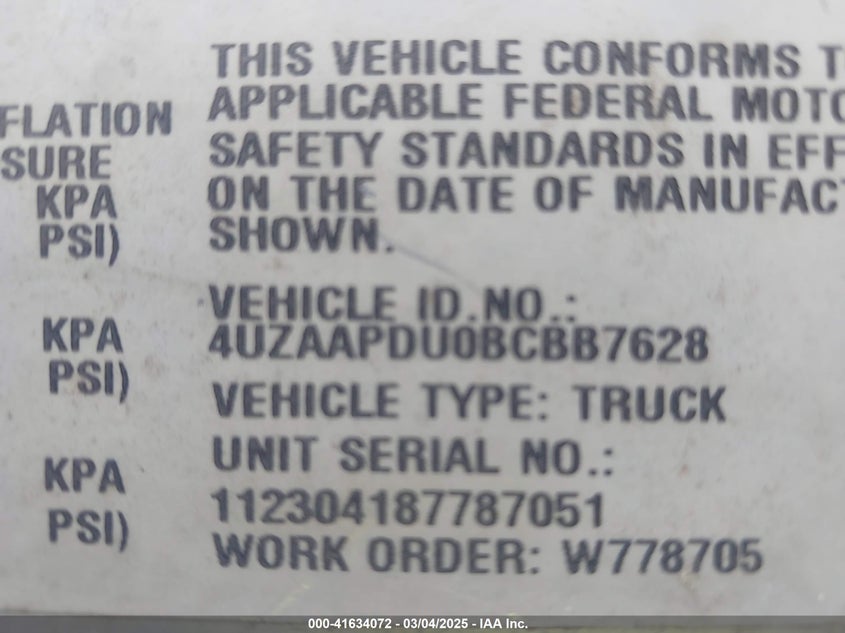 THIS VEHICLE CONFORMS T
APPLICABLE FEDERAL MOTO
SAFETY STANDARDS IN EFF
ON THE DATE OF MANUFACT
SHOWN.
FLATION
SURE
KPA
PSI)
VEHICLE ID.NO.:
4UZAAPDU0BCBB7628
KPA
PSI)
VEHICLE TYPE: TRUCK
UNIT SERIAL NO.:
112304187787051
KPA
PSI)
WORK ORDER: W778705
000-41634072 — 03/04/2025 - IAA Inc.